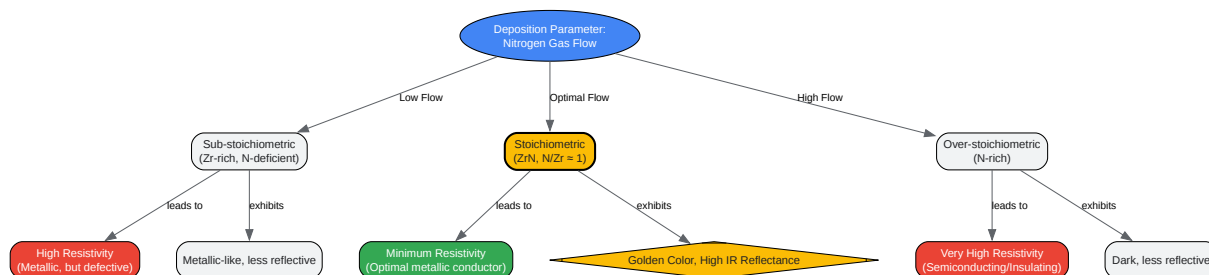 Deposition Parameter:
Nitrogen Gas Flow
Low Flow
Optimal Flow
High Flow
Sub-stoichiometric
(Zr-rich, N-deficient)
Stoichiometric
(ZrN, N/Zr ≈ 1)
Over-stoichiometric
(N-rich)
leads to
exhibits
leads to
exhibits
leads to
exhibits
High Resistivity
(Metallic, but defective)
Metallic-like, less reflective
Minimum Resistivity
(Optimal metallic conductor)
Golden Color, High IR Reflectance
Very High Resistivity
(Semiconducting/Insulating)
Dark, less reflective